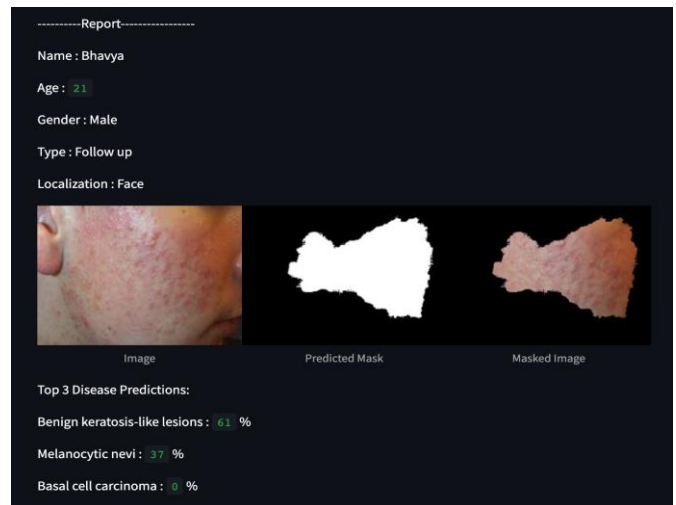 ----------Report-----------------
Name : Bhavya
Age : 21
Gender : Male
Type : Follow up
Localization : Face
Image Predicted Mask Masked Image
Top 3 Disease Predictions:
Benign keratosis-like lesions : 61 %
Melanocytic nevi : 37 %
Basal cell carcinoma : 0 %